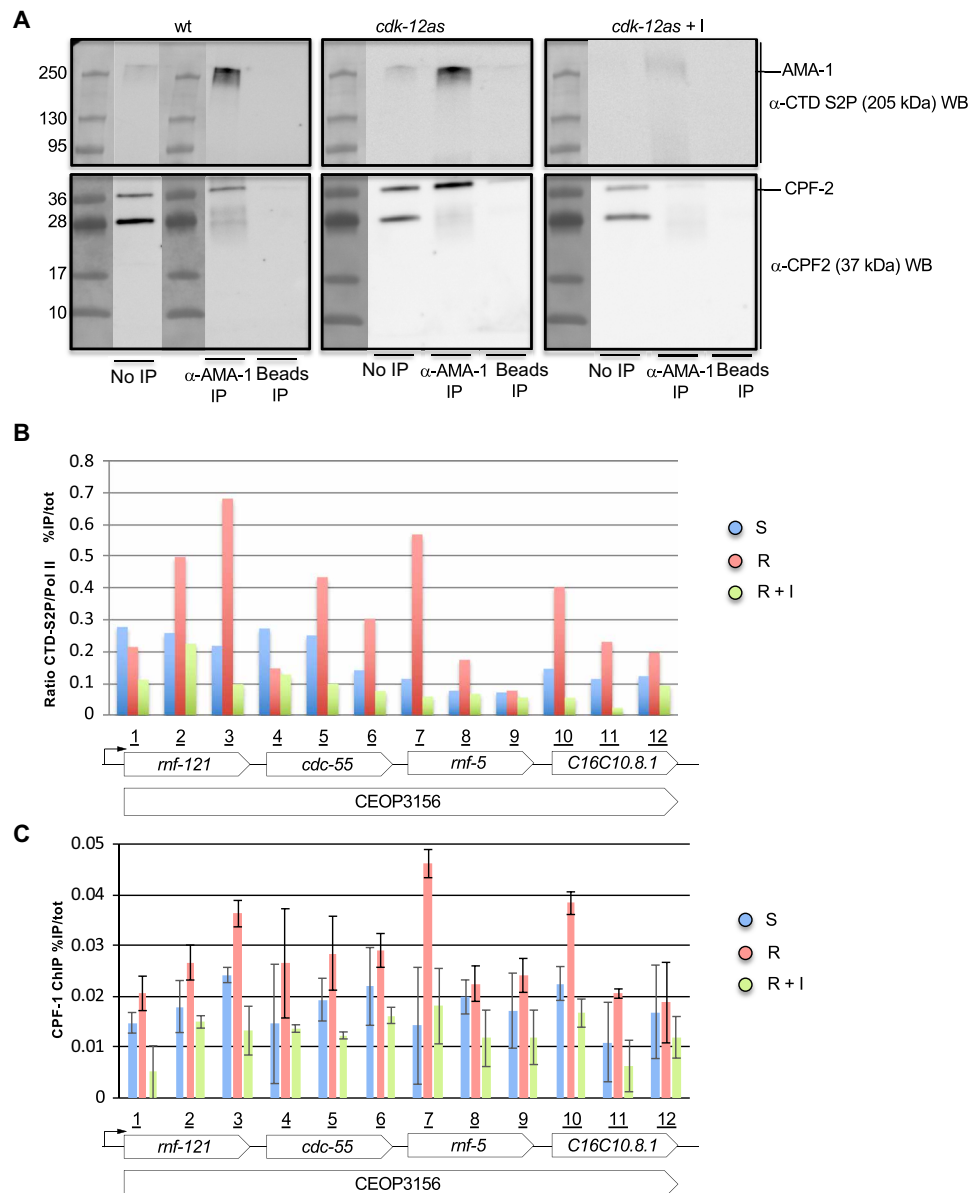 A
wt
cdk-12as
cdk-12as + I
250
130
95
AMA-1
α-CTD S2P (205 kDa) WB
36
28
17
10
CPF-2
α-CPF2 (37 kDa) WB
No IP
α-AMA-1 IP
Beads IP
No IP
α-AMA-1 IP
Beads IP
No IP
α-AMA-1 IP
Beads IP
B
Ratio CTD-S2P/Pol II %IP/tot
0.8
0.7
0.6
0.5
0.4
0.3
0.2
0.1
0
S
R
R + I
1 2 3 4 5 6 7 8 9 10 11 12
rnf-121 cdc-55 rnf-5 C16C10.8.1
CEOP3156
C
CPF-1 ChIP %IP/tot
0.05
0.04
0.03
0.02
0.01
0
S
R
R + I
1 2 3 4 5 6 7 8 9 10 11 12
rnf-121 cdc-55 rnf-5 C16C10.8.1
CEOP3156